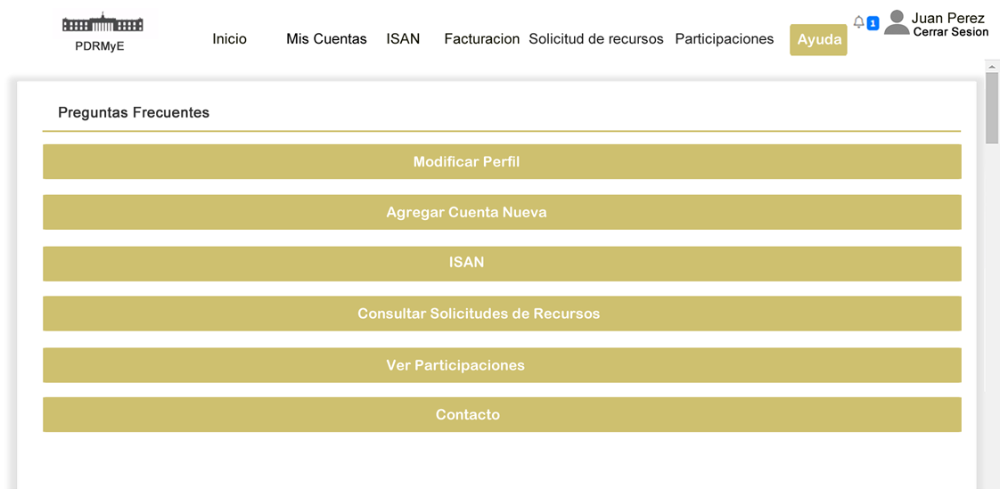 PDRMyE
Inicio Mis Cuentas ISAN Facturacion Solicitud de recursos Participaciones Ayuda
1
Juan Perez
Cerrar Sesion
Preguntas Frecuentes
Modificar Perfil
Agregar Cuenta Nueva
ISAN
Consultar Solicitudes de Recursos
Ver Participaciones
Contacto